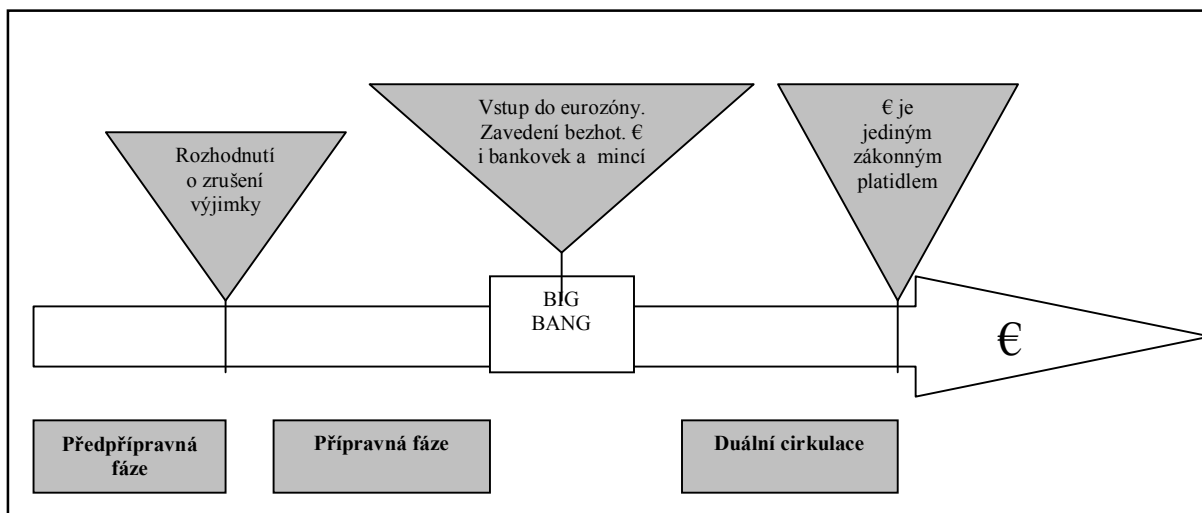 Rozhodnutí
o zrušení
výjimky
Vstup do eurozóny.
Zavedení bezhot. €
i bankovek a mincí
€ je
jediným
zákonným
platidlem
BIG
BANG
€
Předpřípravná
fáze
Přípravná fáze
Duální cirkulace